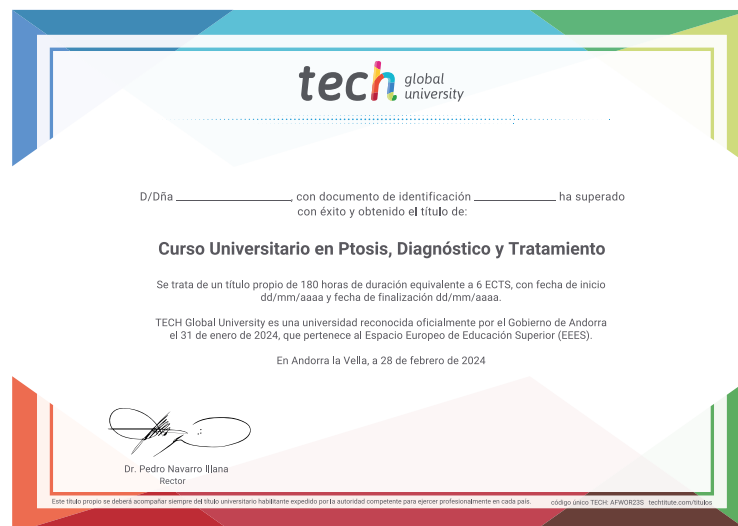 tech global university
D/Dña ______________, con documento de identificación __________ ha superado
con éxito y obtenido el título de:
Curso Universitario en Ptosis, Diagnóstico y Tratamiento
Se trata de un título propio de 180 horas de duración equivalente a 6 ECTS, con fecha de inicio
dd/mm/aaaa y fecha de finalización dd/mm/aaaa.
TECH Global University es una universidad reconocida oficialmente por el Gobierno de Andorra
el 31 de enero de 2024, que pertenece al Espacio Europeo de Educación Superior (EEES).
En Andorra la Vella, a 28 de febrero de 2024
Dr. Pedro Navarro Illana
Rector
Este título propio se deberá acompañar siempre del título universitario habilitante expedido por la autoridad competente para ejercer profesionalmente en cada país. código único TECH: AFWOR23S techtitute.com/titulos